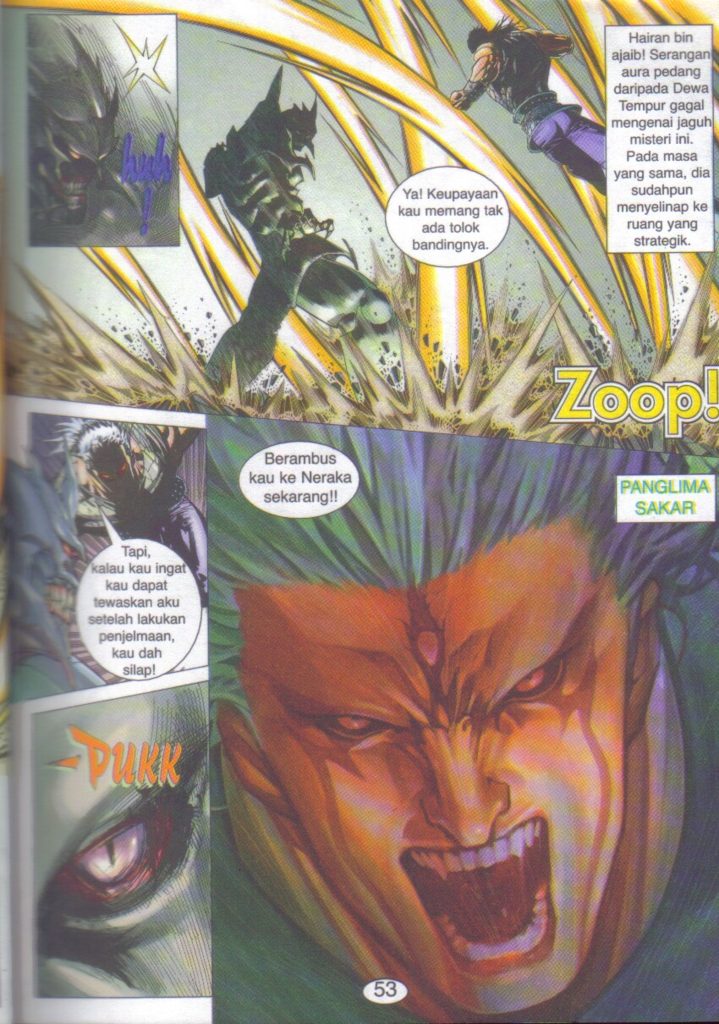 huh
!
Ya! Keupayaan
kau memang tak
ada tolok
bandingnya.
Hairan bin
ajaib! Serangan
aura pedang
daripada Dewa
Tempur gagal
mengenai jaguh
misteri ini.
Pada masa
yang sama, dia
sudahpun
menyelinap ke
ruang yang
strategik.
Zoop!
Tapi,
kalau kau ingat
kau dapat
tewaskan aku
setelah lakukan
penjelmaan,
kau dah
silap!
Berambus
kau ke Neraka
sekarang!!
PANGLIMA
SAKAR
-PUKK
53